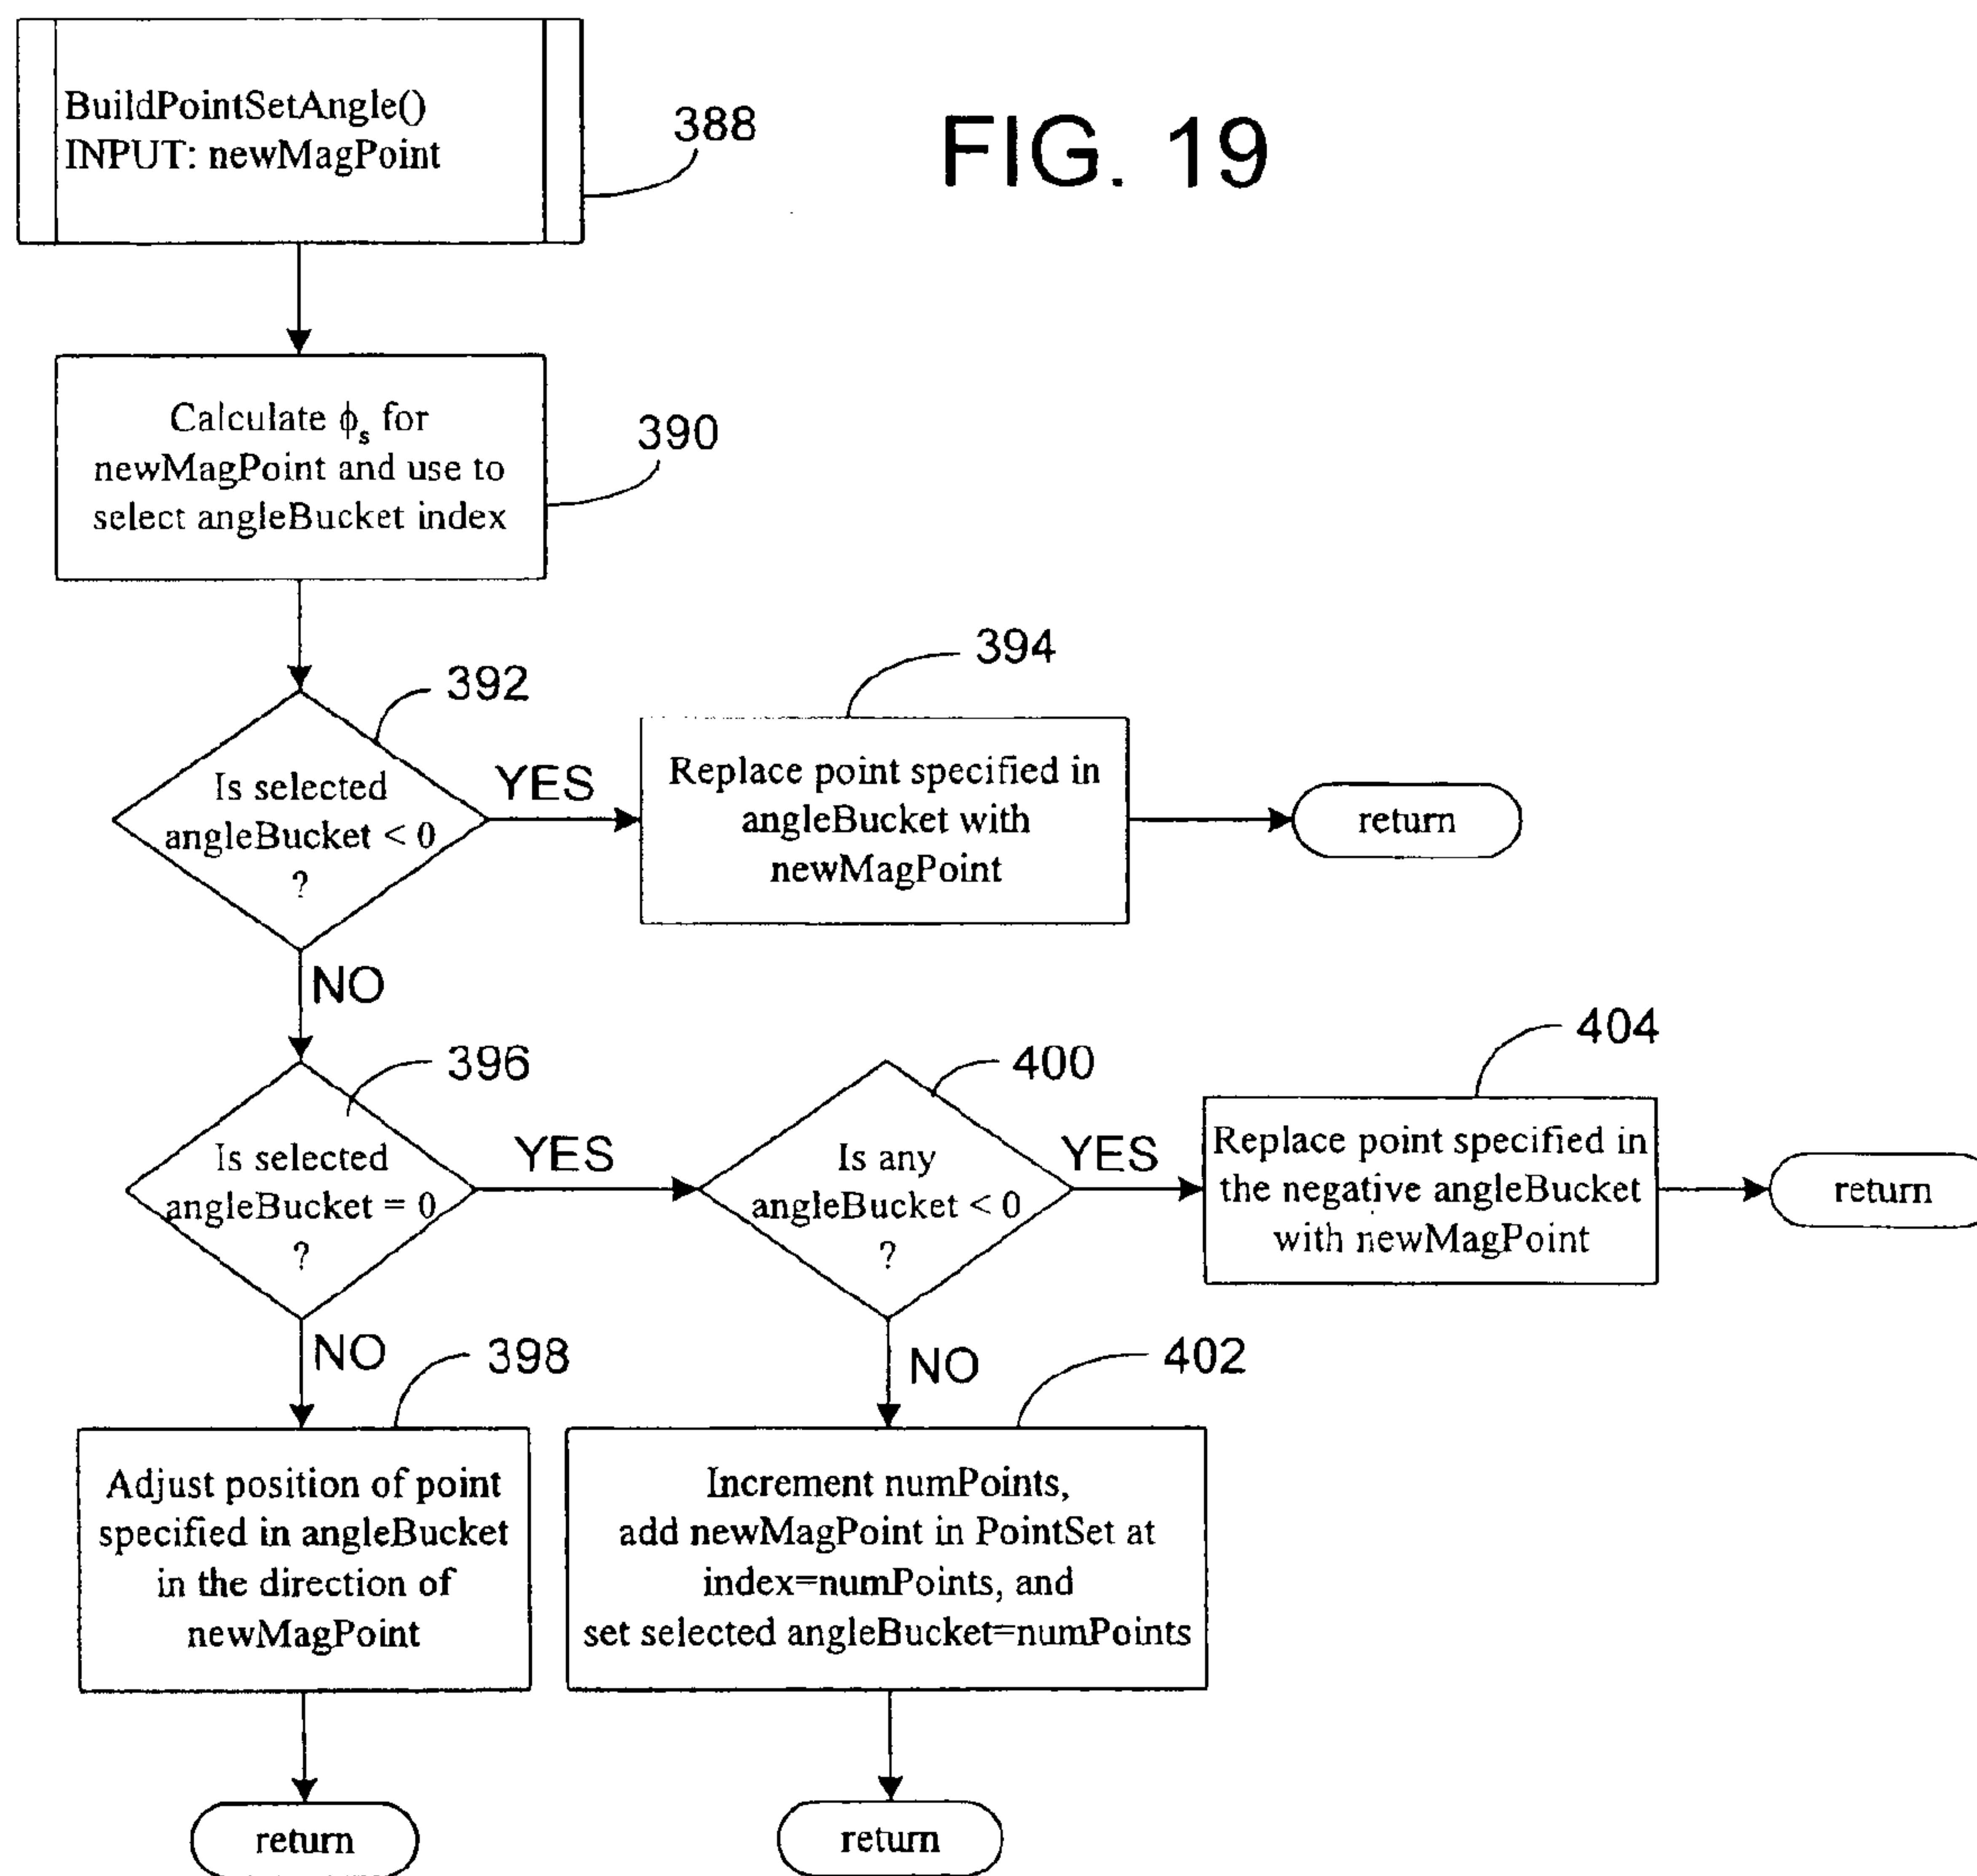 BuildPointSetAngle()
INPUT: newMagPoint
388
FIG. 19
Calculate ϕs for
newMagPoint and use to
select angleBucket index
390
392
Is selected
angleBucket < 0
?
YES
394
Replace point specified in
angleBucket with
newMagPoint
return
NO
396
Is selected
angleBucket = 0
?
YES
400
Is any
angleBucket < 0
?
YES
404
Replace point specified in
the negative angleBucket
with newMagPoint
return
NO
398
Adjust position of point
specified in angleBucket
in the direction of
newMagPoint
return
NO
402
Increment numPoints,
add newMagPoint in PointSet at
index=numPoints, and
set selected angleBucket=numPoints
return